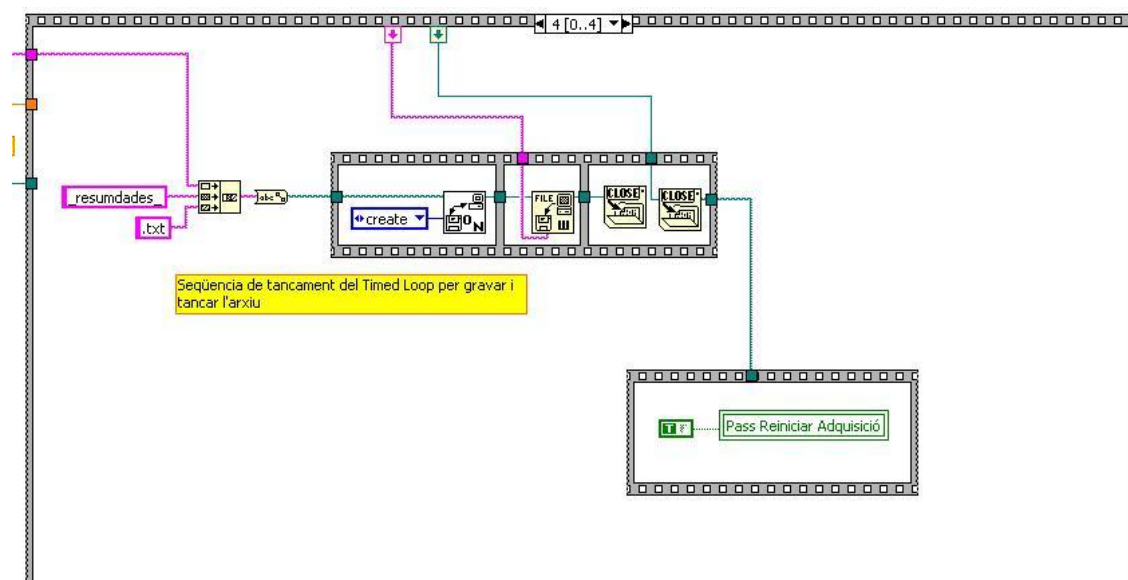 4 [0..4]
_resumdades_
.txt
abc
create
O
N
FILE
W
CLOSE
CLOSE
Seqüencia de tancament del Timed Loop per gravar i
tancar l'arxiu
T
Pass Reiniciar Adquisició